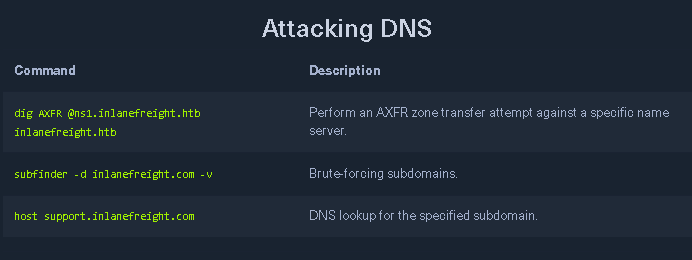 Attacking DNS
Command Description
dig AXFR @ns1.inlanefreight.htb Perform an AXFR zone transfer attempt against a specific name
inlanefreight.htb server.
subfinder -d inlanefreight.com -v Brute-forcing subdomains.
host support.inlanefreight.com DNS lookup for the specified subdomain.